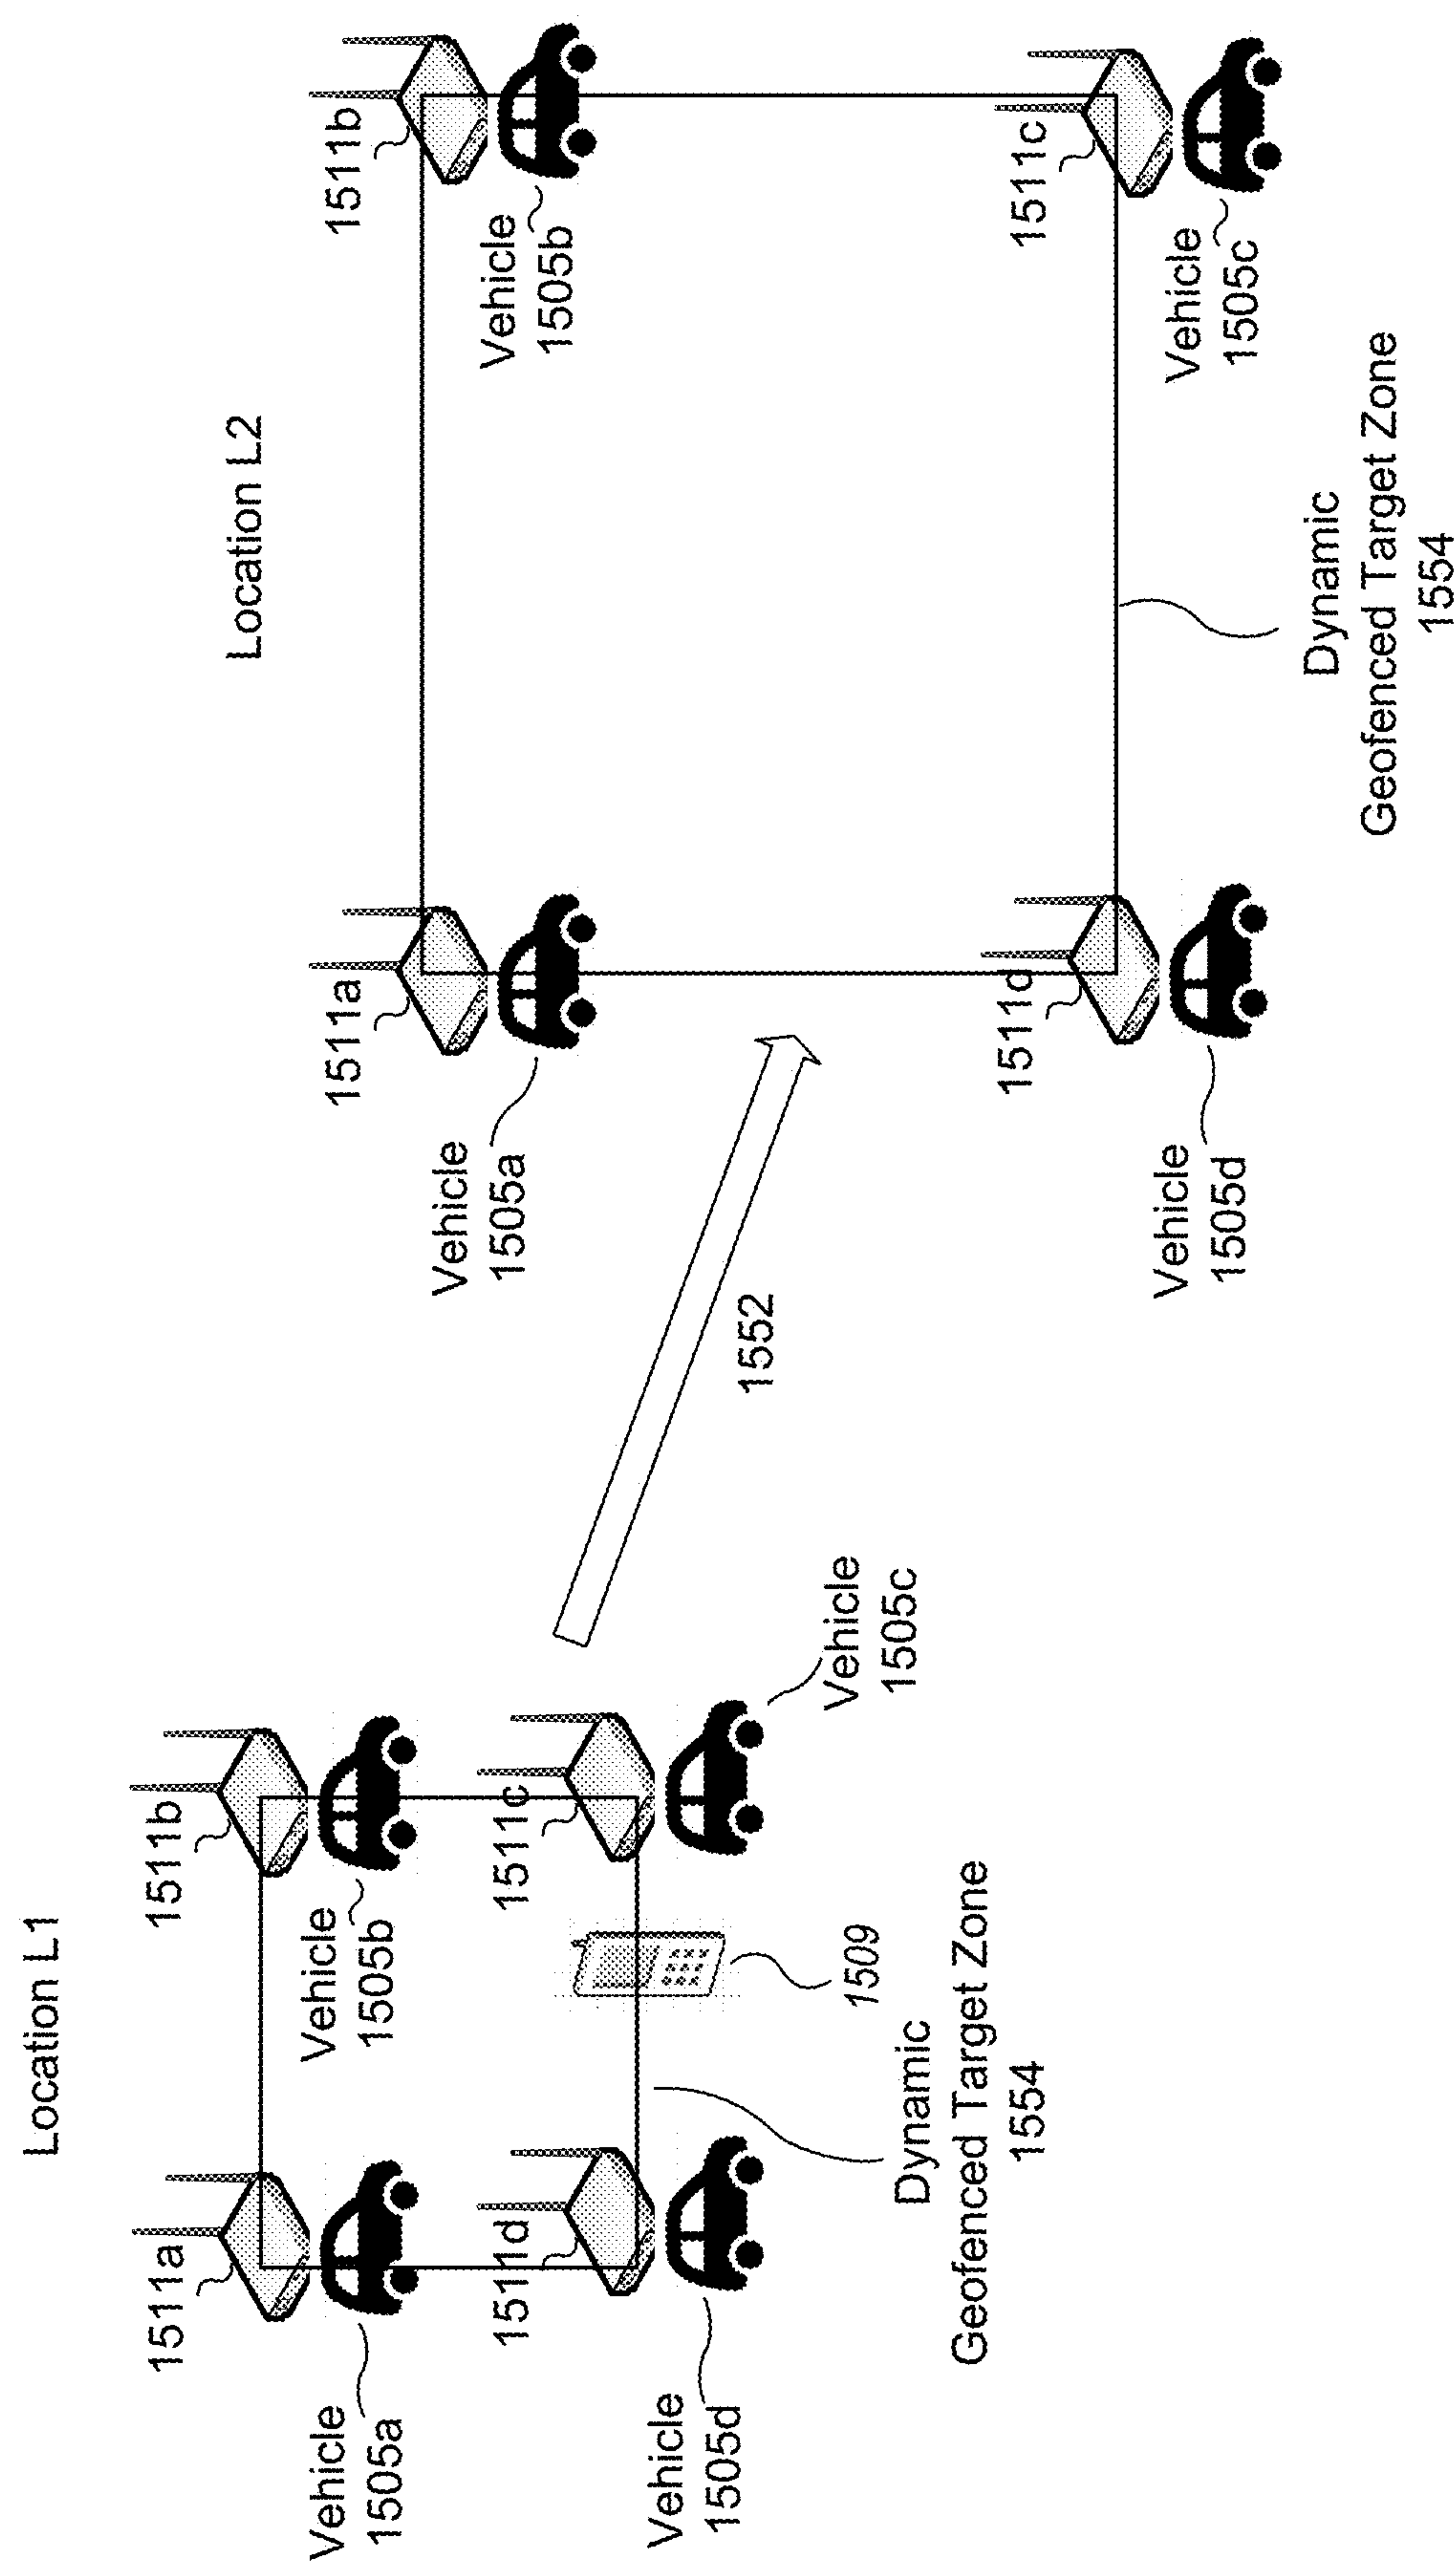 Location L1
1511a
1511b
Vehicle
1505a
Vehicle
1505b
1511d
1511c
Vehicle
1505d
Vehicle
1505c
1509
Dynamic
Geofenced Target Zone
1554
1552
Location L2
1511a
1511b
Vehicle
1505a
Vehicle
1505b
1511d
1511c
Vehicle
1505d
Vehicle
1505c
Dynamic
Geofenced Target Zone
1554